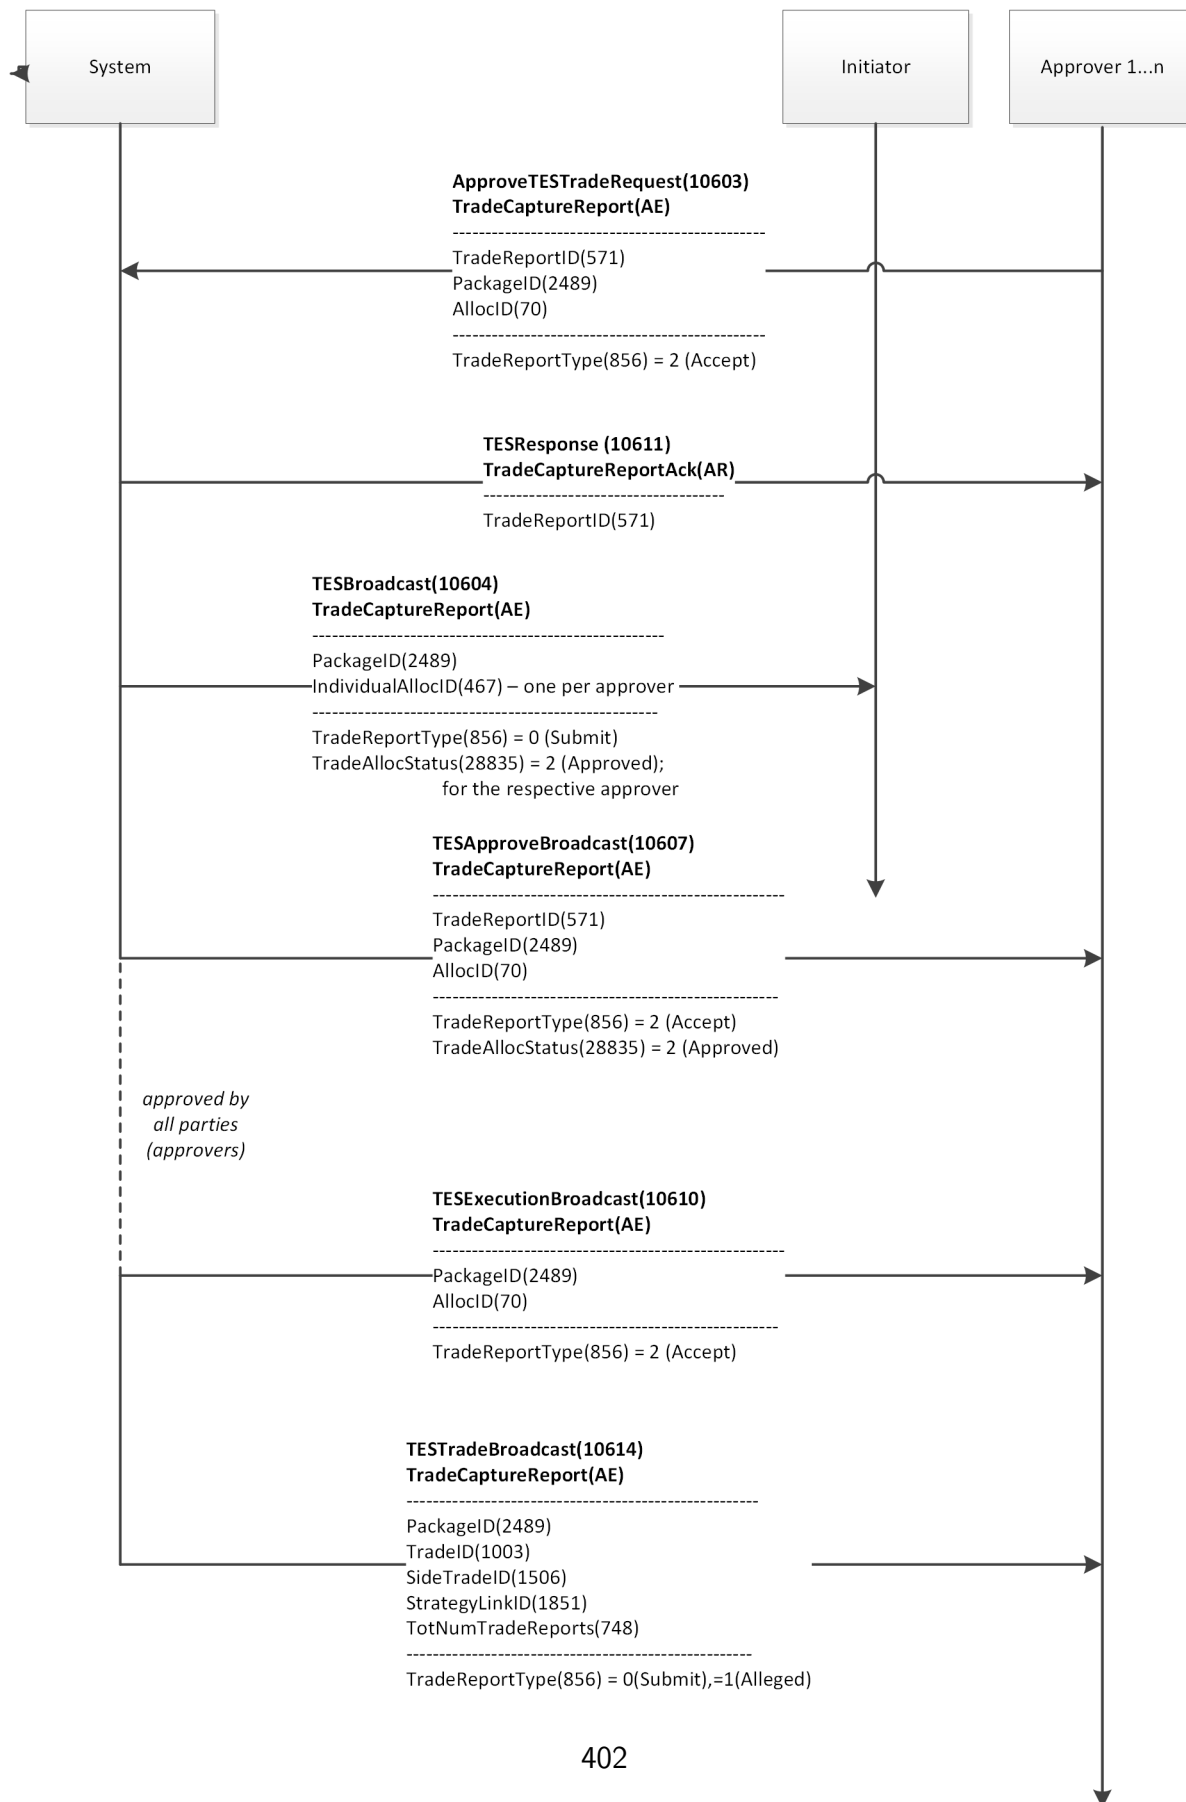 System
Initiator
Approver 1...n
ApproveTESTradeRequest(10603)
TradeCaptureReport(AE)
------------------------------------------------
TradeReportID(571)
PackageID(2489)
AllocID(70)
------------------------------------------------
TradeReportType(856) = 2 (Accept)
TESResponse (10611)
TradeCaptureReportAck(AR)
-------------------------------------
TradeReportID(571)
TESBroadcast(10604)
TradeCaptureReport(AE)
------------------------------------------------------
PackageID(2489)
IndividualAllocID(467) – one per approver
-----------------------------------------------------
TradeReportType(856) = 0 (Submit)
TradeAllocStatus(28835) = 2 (Approved);
for the respective approver
TESApproveBroadcast(10607)
TradeCaptureReport(AE)
------------------------------------------------------
TradeReportID(571)
PackageID(2489)
AllocID(70)
-----------------------------------------------------
TradeReportType(856) = 2 (Accept)
TradeAllocStatus(28835) = 2 (Approved)
approved by
all parties
(approvers)
TESExecutionBroadcast(10610)
TradeCaptureReport(AE)
------------------------------------------------------
PackageID(2489)
AllocID(70)
-----------------------------------------------------
TradeReportType(856) = 2 (Accept)
TESTradeBroadcast(10614)
TradeCaptureReport(AE)
------------------------------------------------------
PackageID(2489)
TradeID(1003)
SideTradeID(1506)
StrategyLinkID(1851)
TotNumTradeReports(748)
-----------------------------------------------------
TradeReportType(856) = 0(Submit),=1(Alleged)
402